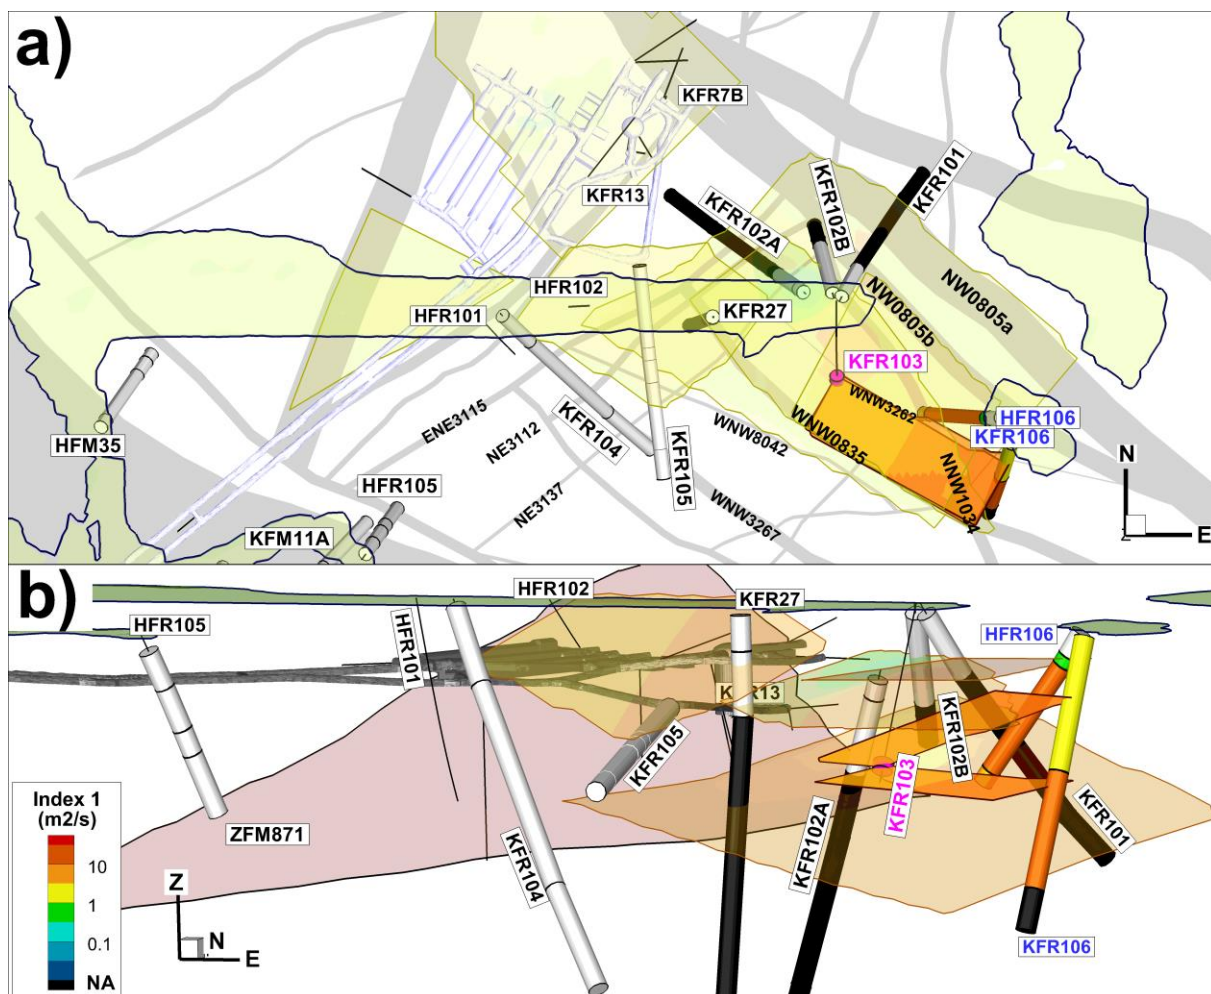 a)
KFR7B
KFR13
KFR102A
KFR102B
KFR101
HFR102
HFR101
KFR27
NW0805b
NW0805a
KFR103
WNW3262
HFR106
KFR106
HFM35
ENE3115
NE3112
NE3137
KFR104
KFR105
WNW8042
WNW0835
NNW1034
WNW3267
HFR105
KFM11A
N
Z
E
b)
HFR102
KFR27
HFR105
HFR101
HFR106
KFR13
KFR105
KFR102B
KFR103
KFR102A
KFR101
ZFM871
KFR104
KFR106
Index 1
(m2/s)
10
1
0.1
NA
Z
N
E